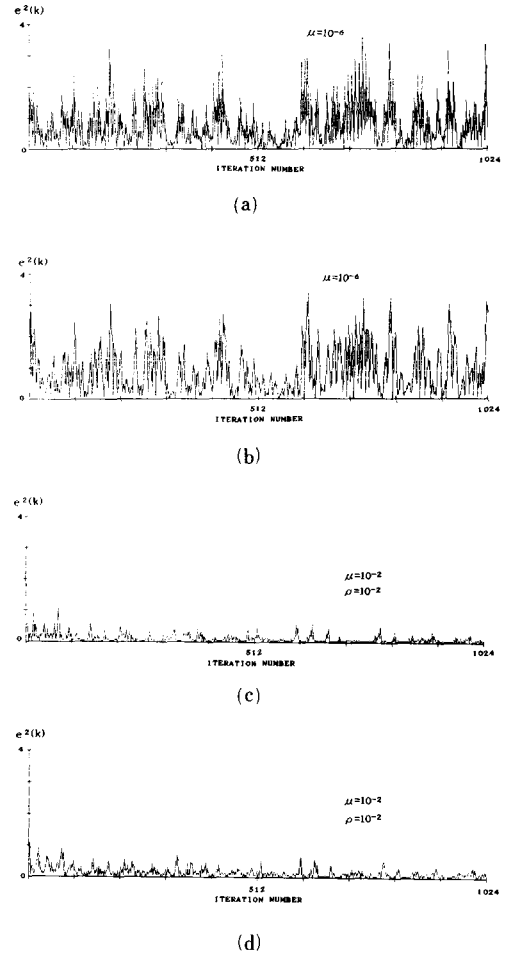 e²(k)
4
μ=10⁻⁶
0
512
1024
ITERATION NUMBER
(a)
e²(k)
4
μ=10⁻⁶
0
512
1024
ITERATION NUMBER
(b)
e²(k)
4
μ=10⁻²
ρ=10⁻²
0
512
1024
ITERATION NUMBER
(c)
e²(k)
4
μ=10⁻²
ρ=10⁻²
0
512
1024
ITERATION NUMBER
(d)